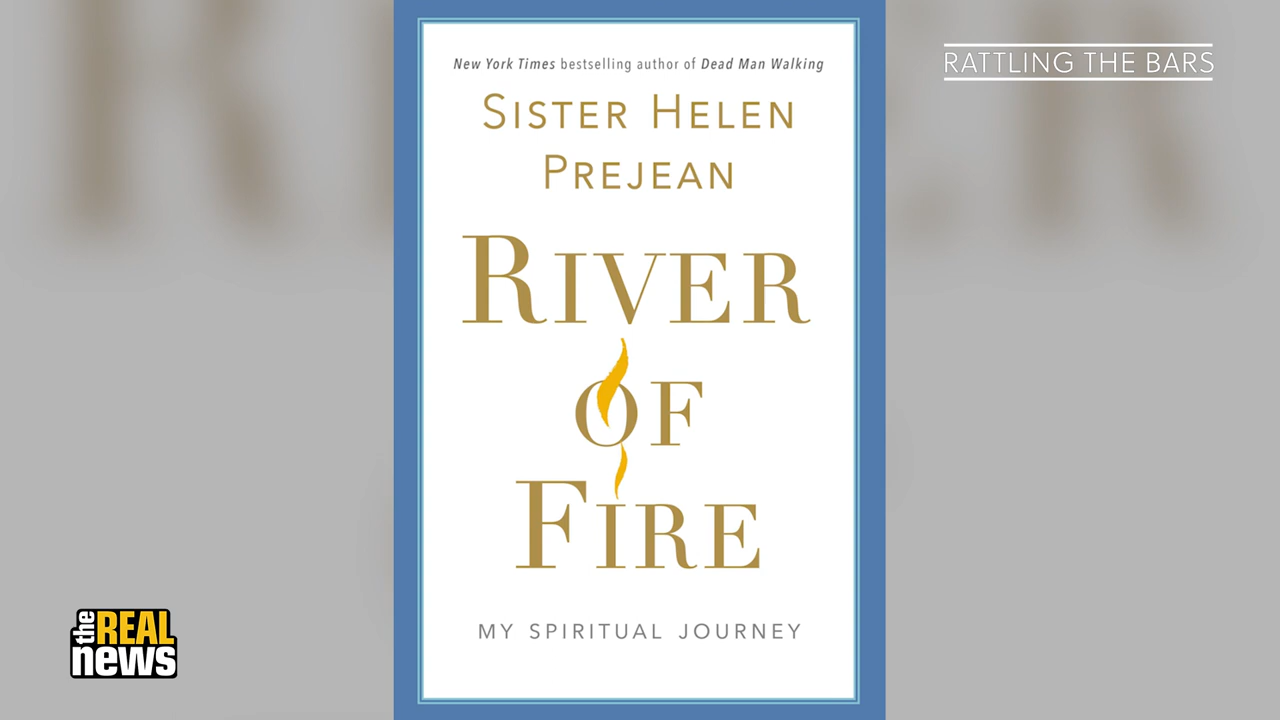 New York Times bestselling author of Dead Man Walking
RATTLING THE BARS
SISTER HELEN
PREJEAN
RIVER
OF
FIRE
MY SPIRITUAL JOURNEY
the REAL
news